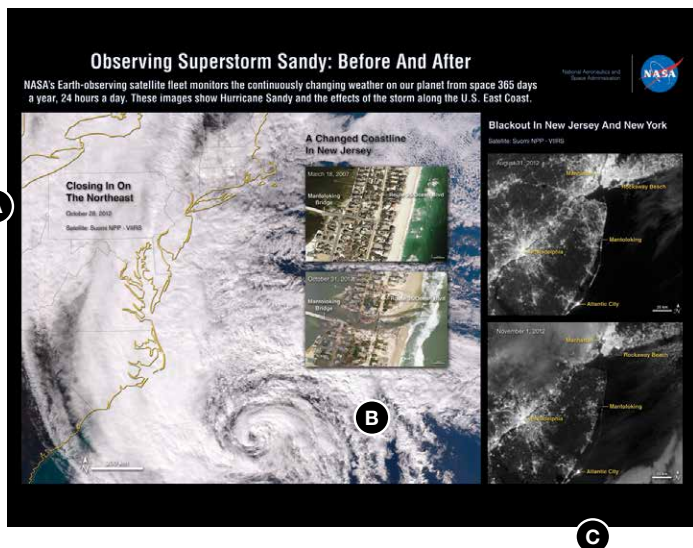 Observing Superstorm Sandy: Before And After
NASA's Earth-observing satellite fleet monitors the continuously changing weather on our planet from space 365 days
a year, 24 hours a day. These images show Hurricane Sandy and the effects of the storm along the U.S. East Coast.
National Aeronautics and
Space Administration
NASA
A
Closing In On
The Northeast
October 28, 2012
Satellite: Suomi NPP - VIIRS
A Changed Coastline
In New Jersey
March 18, 2007
Mantoloking
Bridge
October 31, 2012
Mantoloking
Bridge
B
Blackout In New Jersey And New York
Satellite: Suomi NPP - VIIRS
August 31, 2012
Manhattan
Rockaway Beach
Mantoloking
Philadelphia
Atlantic City
November 1, 2012
Manhattan
Rockaway Beach
Mantoloking
Philadelphia
Atlantic City
C